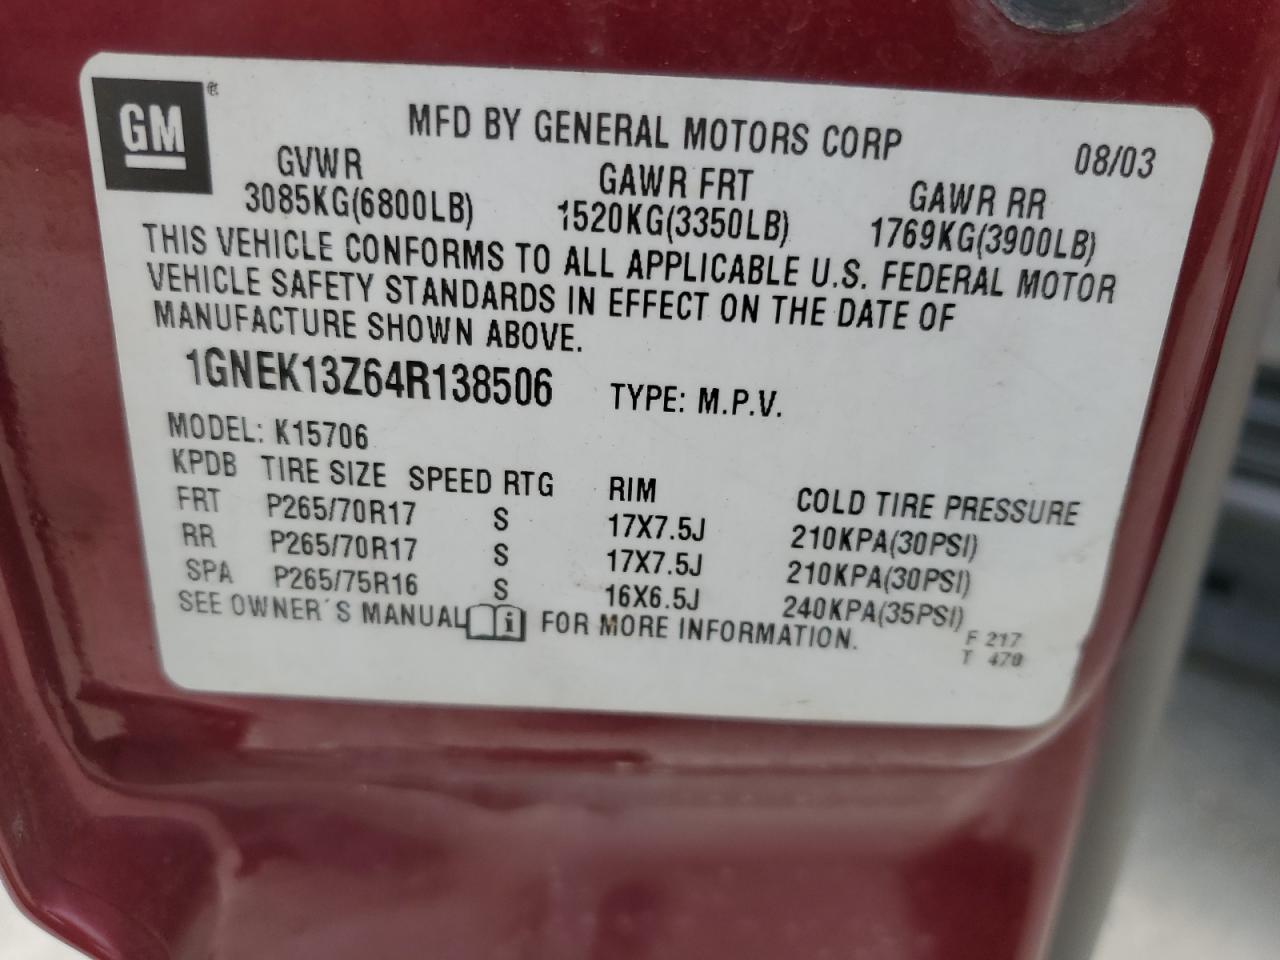 GM®
MFD BY GENERAL MOTORS CORP 08/03
GVWR GAWR FRT GAWR RR
3085KG(6800LB) 1520KG(3350LB) 1769KG(3900LB)
THIS VEHICLE CONFORMS TO ALL APPLICABLE U.S. FEDERAL MOTOR
VEHICLE SAFETY STANDARDS IN EFFECT ON THE DATE OF
MANUFACTURE SHOWN ABOVE.
1GNEK13Z64R138506 TYPE: M.P.V.
MODEL: K15706
KPDB TIRE SIZE SPEED RTG RIM COLD TIRE PRESSURE
FRT P265/70R17 S 17X7.5J 210KPA(30PSI)
RR P265/70R17 S 17X7.5J 210KPA(30PSI)
SPA P265/75R16 S 16X6.5J 240KPA(35PSI)
SEE OWNER'S MANUAL i FOR MORE INFORMATION.
F 217
T 470